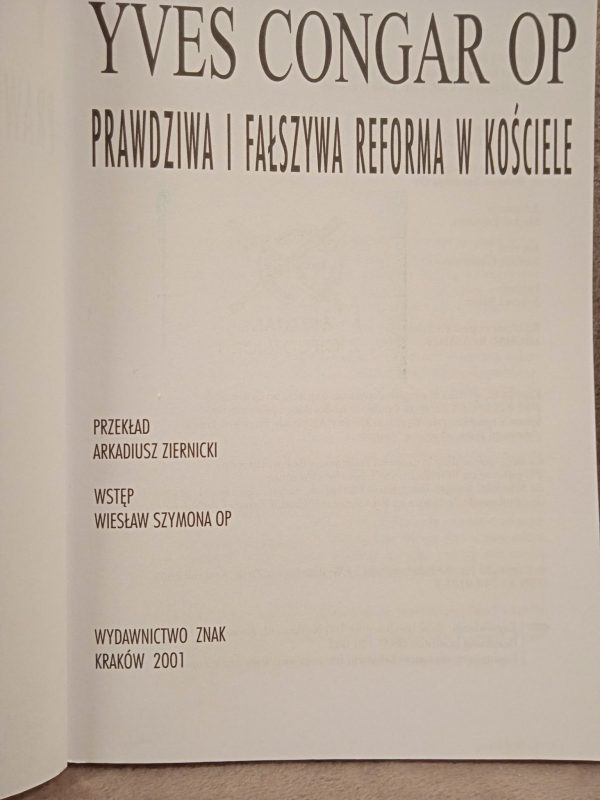 YVES CONGAR OP
PRAWDZIWA I FAŁSZYWA REFORMA W KOŚCIELE
PRZEKŁAD
ARKADIUSZ ZIERNICKI
WSTĘP
WIESŁAW SZYMONA OP
WYDAWNICTWO ZNAK
KRAKÓW 2001